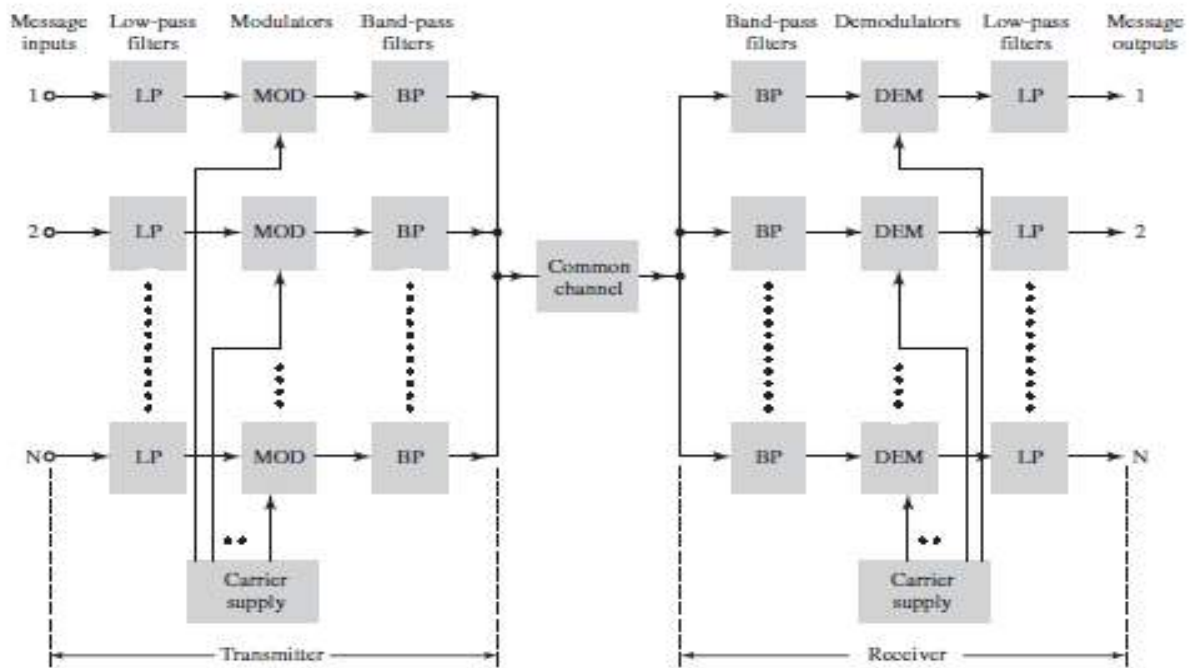 Message inputs
Low-pass filters
Modulators
Band-pass filters
Band-pass filters
Demodulators
Low-pass filters
Message outputs
1 LP MOD BP BP DEM LP 1
2 LP MOD BP BP DEM LP 2
Common channel
N LP MOD BP BP DEM LP N
Carrier supply
Carrier supply
Transmitter
Receiver